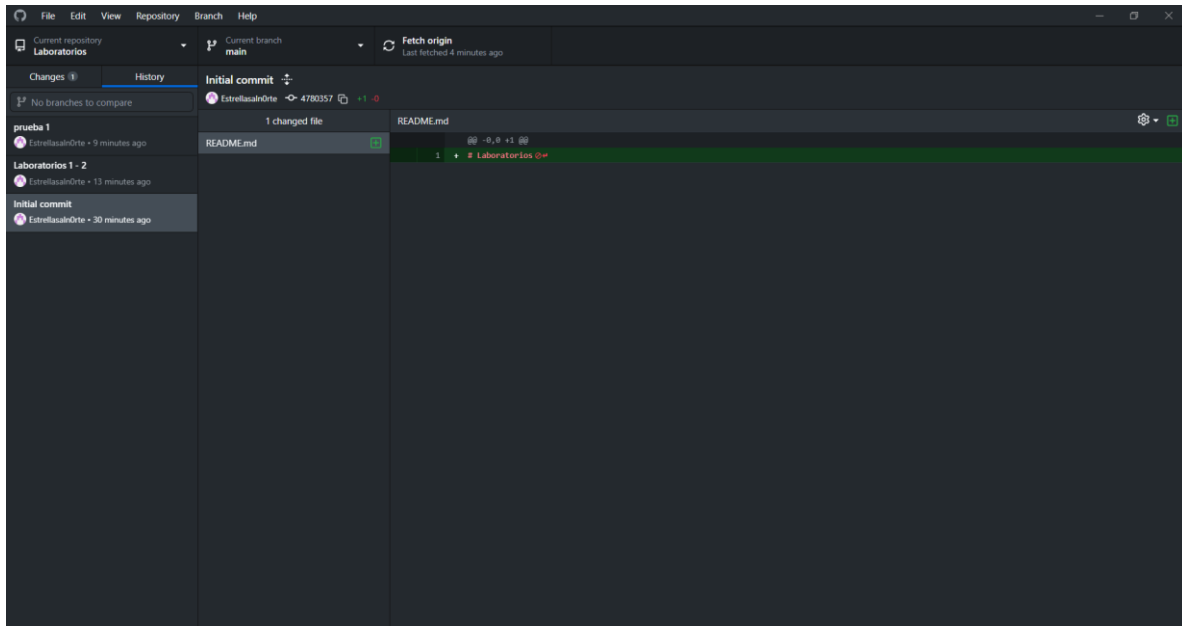 File Edit View Repository Branch Help
Current repository
Laboratorios
Current branch
main
Fetch origin
Last fetched 4 minutes ago
Changes 1
History
No branches to compare
prueba 1
Estrellasaln0rte • 9 minutes ago
Laboratorios 1 - 2
Estrellasaln0rte • 13 minutes ago
Initial commit
Estrellasaln0rte • 30 minutes ago
Initial commit
Estrellasaln0rte 4780357 +1 -0
1 changed file
README.md
README.md
@@ -0,0 +1 @@
1 + # Laboratorios